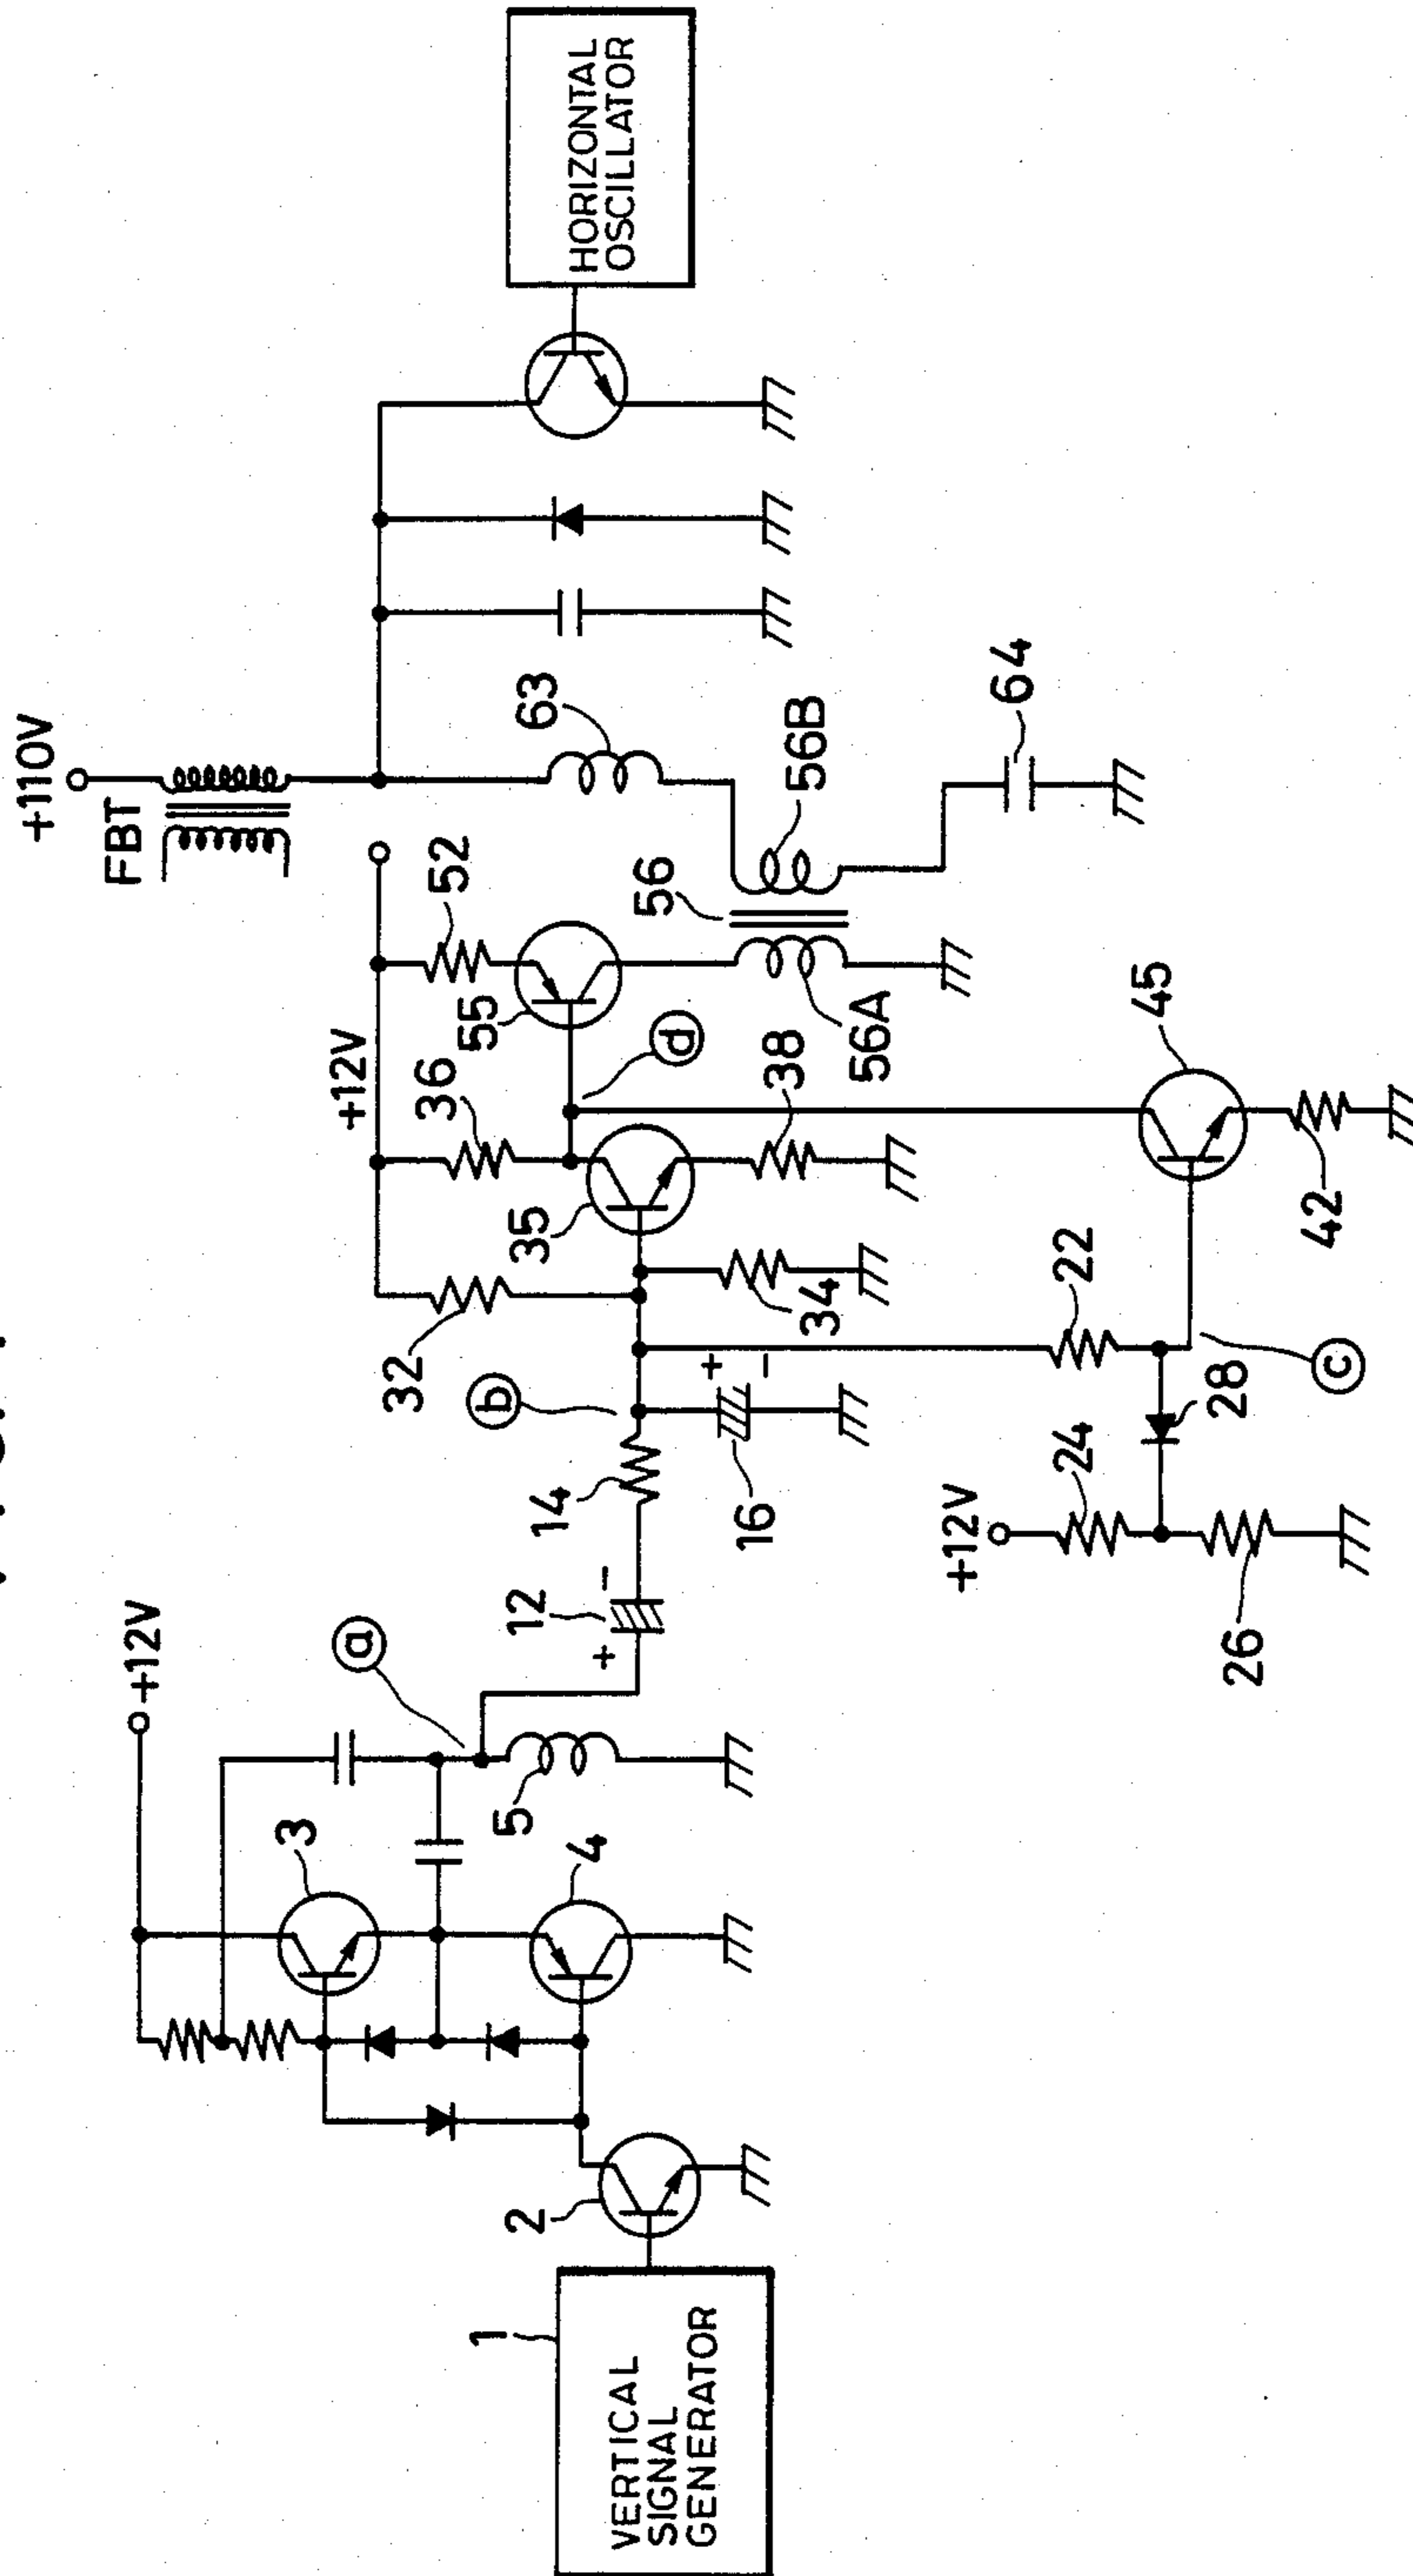 +110V
FBT
HORIZONTAL
OSCILLATOR
63
+12V
52
36
55
56
56B
64
ⓓ
38
56A
45
35
32
34
22
42
ⓑ
+
-
14
16
ⓒ
28
24
+12V
26
12
+
-
ⓐ
+12V
3
5
4
2
1
VERTICAL
SIGNAL
GENERATOR